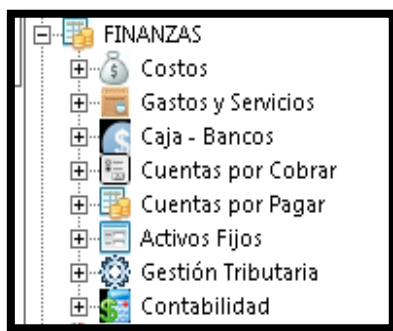 FINANZAS
Costos
Gastos y Servicios
Caja - Bancos
Cuentas por Cobrar
Cuentas por Pagar
Activos Fijos
Gestión Tributaria
Contabilidad